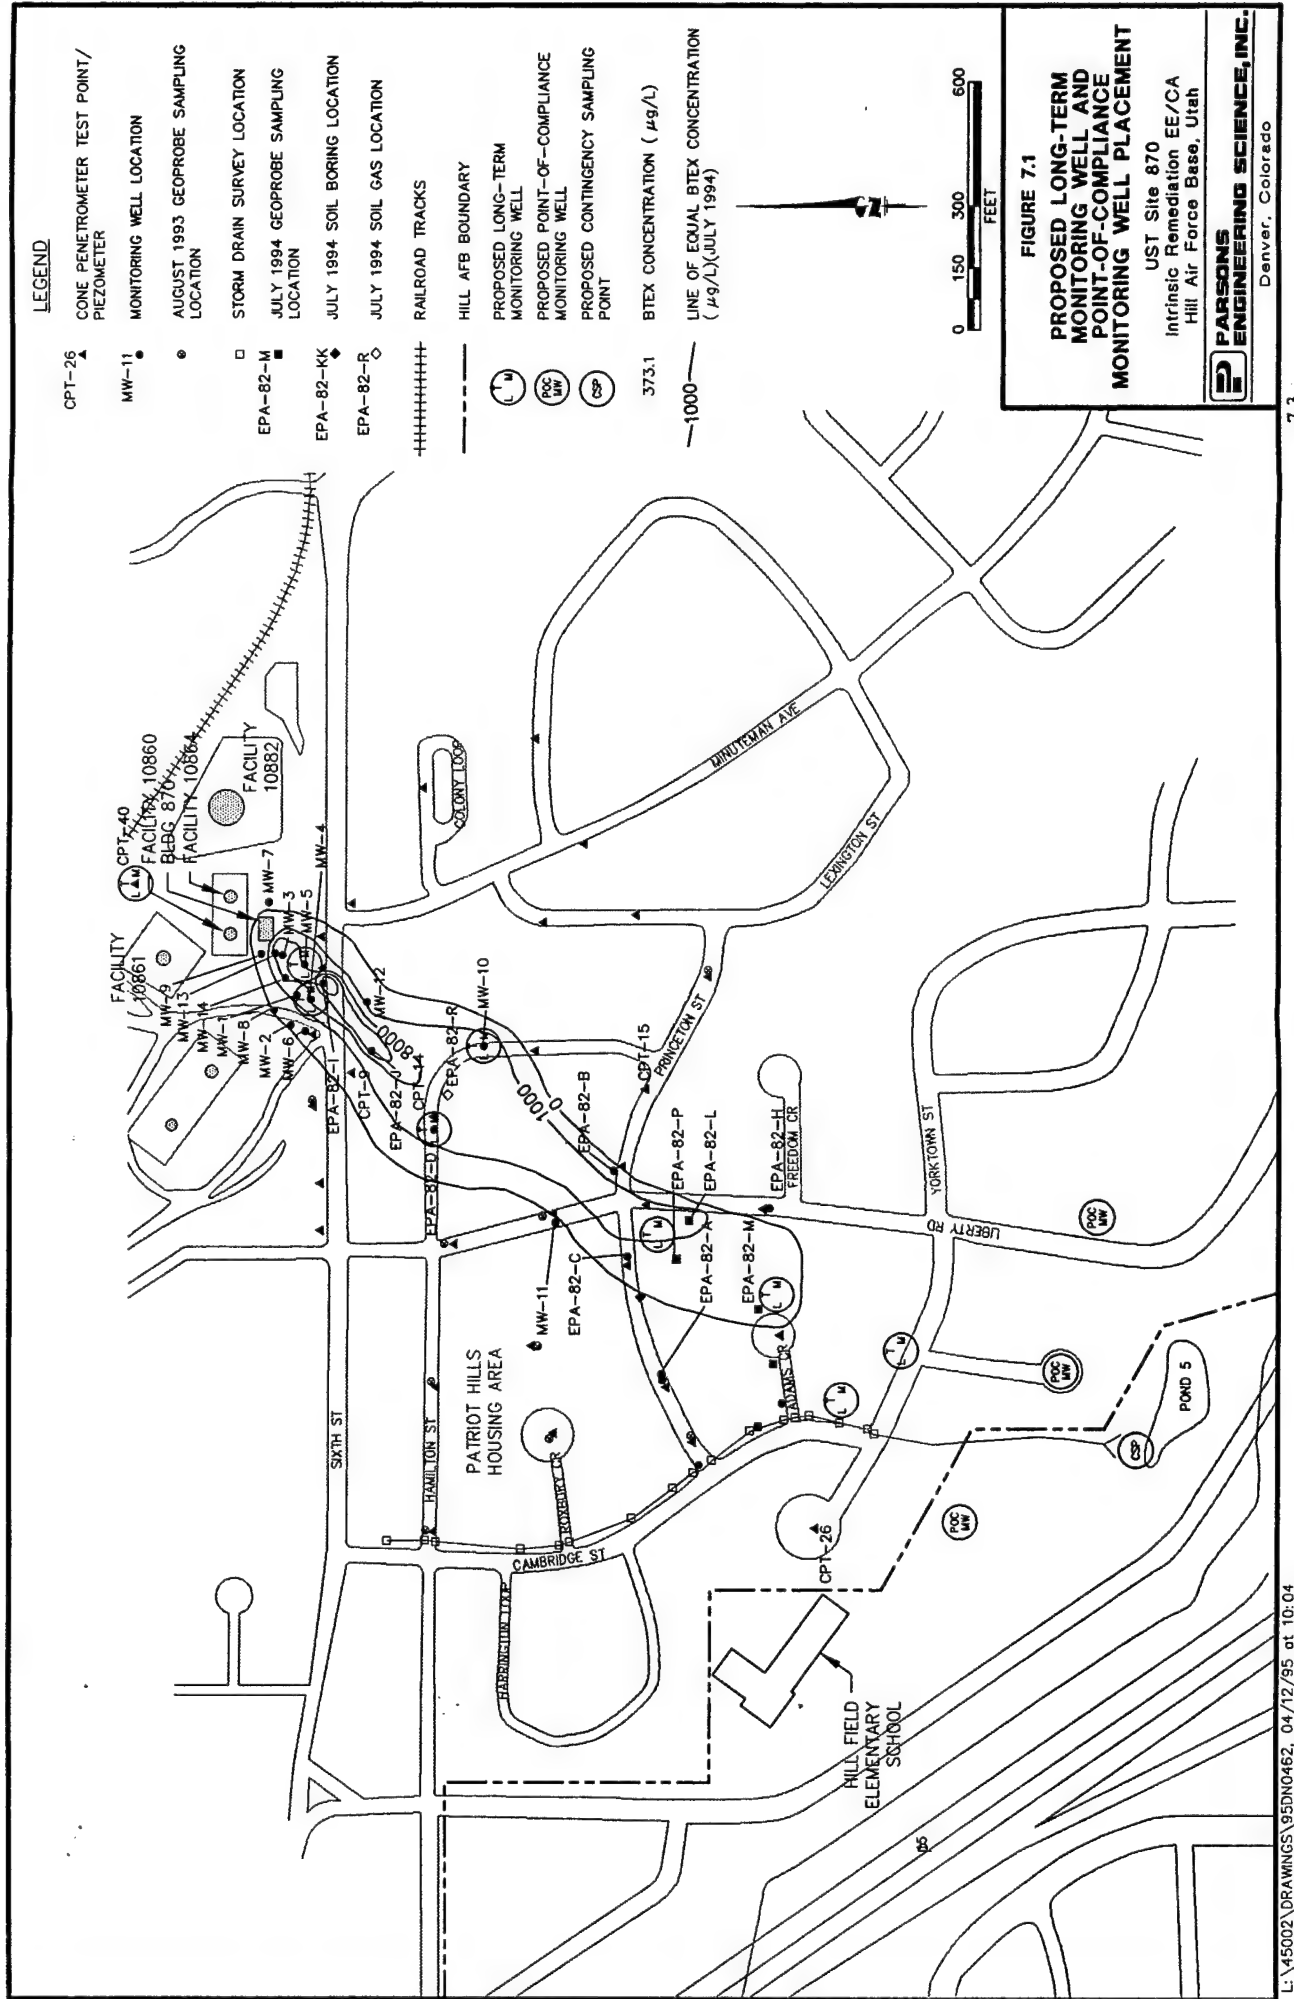 LEGEND
CPT-26
CONE PENETROMETER TEST POINT/
PIEZOMETER
MW-11
MONITORING WELL LOCATION
AUGUST 1993 GEOPROBE SAMPLING
LOCATION
STORM DRAIN SURVEY LOCATION
EPA-82-M
JULY 1994 GEOPROBE SAMPLING
LOCATION
EPA-82-KK
JULY 1994 SOIL BORING LOCATION
EPA-82-R
JULY 1994 SOIL GAS LOCATION
RAILROAD TRACKS
HILL AFB BOUNDARY
L T M
PROPOSED LONG-TERM
MONITORING WELL
POC
MW
PROPOSED POINT-OF-COMPLIANCE
MONITORING WELL
CSP
PROPOSED CONTINGENCY SAMPLING
POINT
373.1
BTEX CONCENTRATION ( µg/L)
1000
LINE OF EQUAL BTEX CONCENTRATION
( µg/L)(JULY 1994)
N
0 150 300 600
FEET
FIGURE 7.1
PROPOSED LONG-TERM
MONITORING WELL AND
POINT-OF-COMPLIANCE
MONITORING WELL PLACEMENT
UST Site 870
Intrinsic Remediation EE/CA
Hill Air Force Base, Utah
PARSONS
ENGINEERING SCIENCE, INC.
Denver, Colorado
L T M
CPT-40
FACILITY 10860
BLDG 870
FACILITY 10864
FACILITY
10882
FACILITY
10861
MW-9
MW-13
MW-14
MW-1
MW-8
MW-2
MW-6
MW-7
MW-3
MW-5
MW-4
EPA-82-I
CPT-9
EPA-82-J
CPT-14
EPA-82-D
EPA-82-R
MW-12
MW-10
8000
1000
0
L T M
L T M
L T M
L T M
COLONY LOOP
MINUTEMAN AVE
LEXINGTON ST
PRINCETON ST
CPT-15
EPA-82-B
EPA-82-P
EPA-82-L
EPA-82-H
FREEDOM CR
YORKTOWN ST
LIBERTY RD
SIXTH ST
HAMILTON ST
PATRIOT HILLS
HOUSING AREA
MW-11
EPA-82-C
EPA-82-A
EPA-82-M
L T M
L T M
L T M
L T M
ADAMS CR
ROXBURY CR
CAMBRIDGE ST
CPT-26
POC
MW
POC
MW
POC
MW
CSP
POND 5
HILL FIELD
ELEMENTARY
SCHOOL
L:\45002\DRAWINGS\95DN0462, 04/12/95 at 10:04